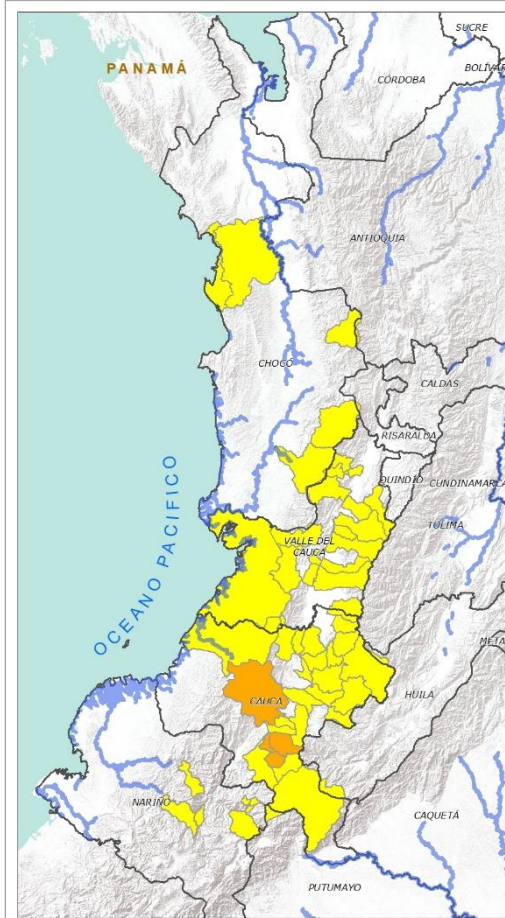 SUCRE
PANAMÁ
BOLÍVAR
CÓRDOBA
ANTIOQUIA
CHOCÓ
CALDAS
RISARALDA
QUINDÍO
CUNDINAMARCA
TOLIMA
VALLE DEL
CAUCA
OCEANO PACIFICO
META
CAUCA
HUILA
NARIÑO
CAQUETÁ
PUTUMAYO